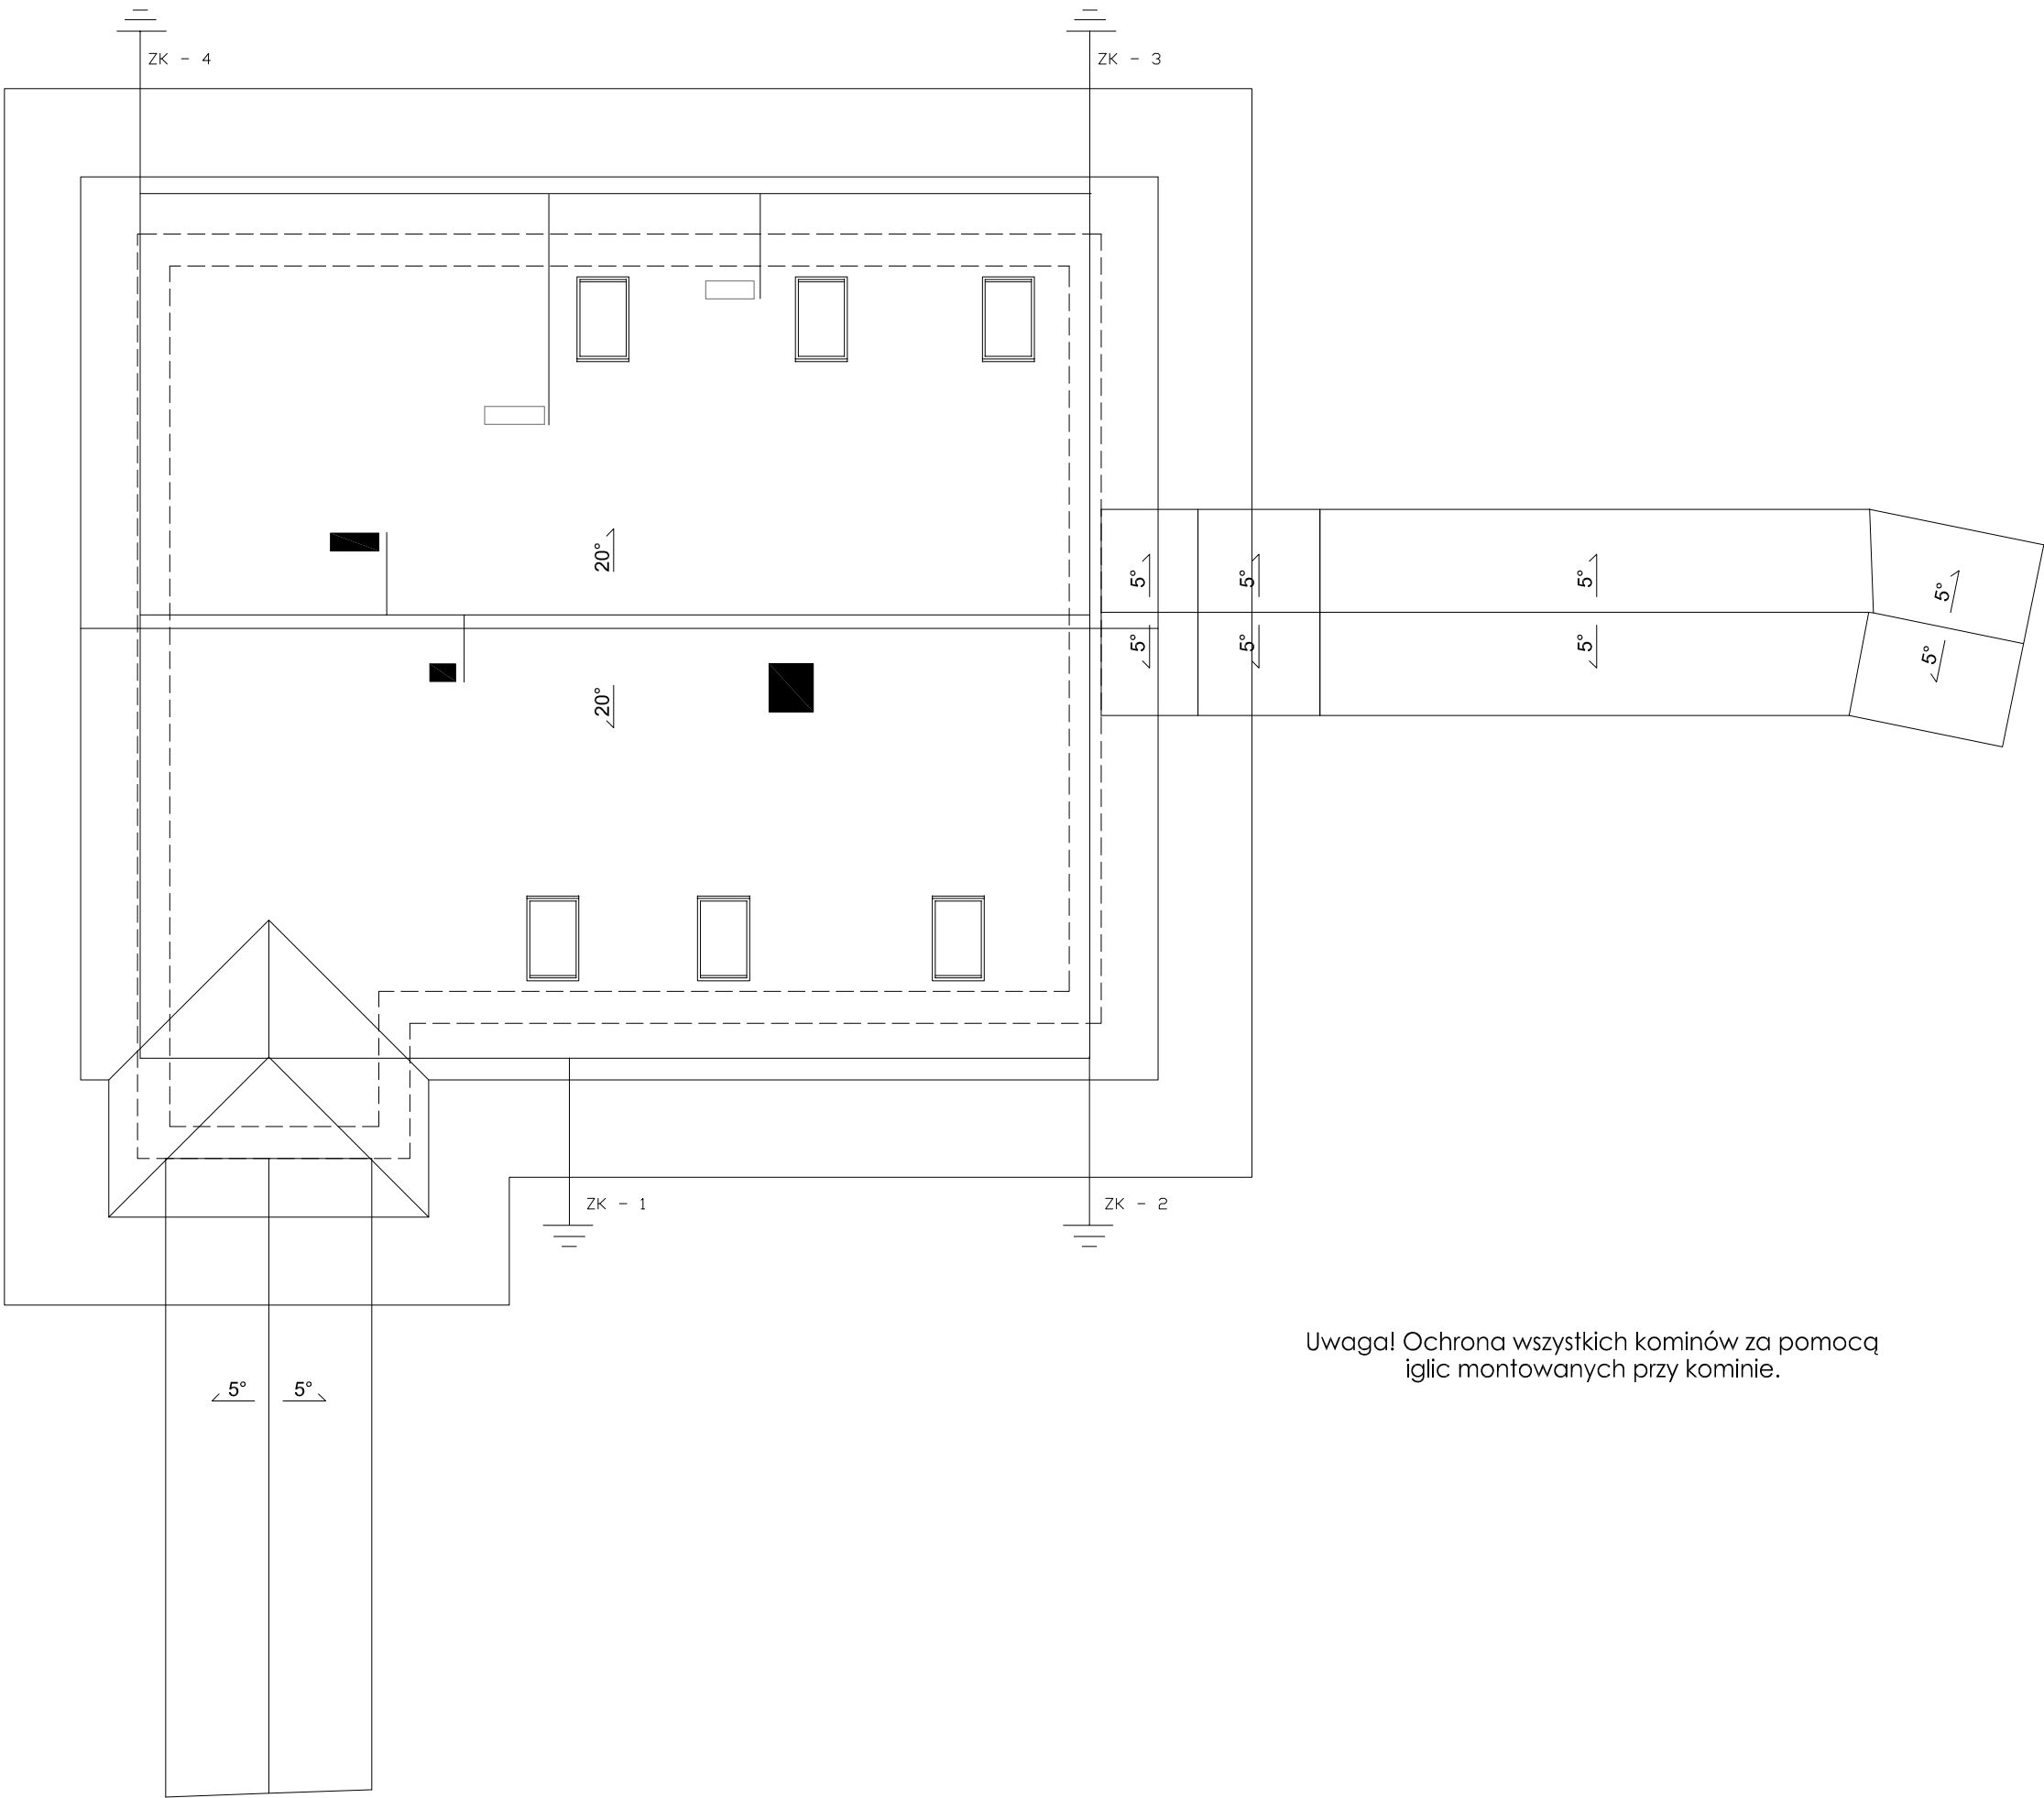 ZK - 4
ZK - 3
20°
5°
5°
5°
5°
5°
5°
5°
5°
20°
ZK - 1
ZK - 2
Uwaga! Ochrona wszystkich kominów za pomocą
iglic montowanych przy kominie.
5°
5°